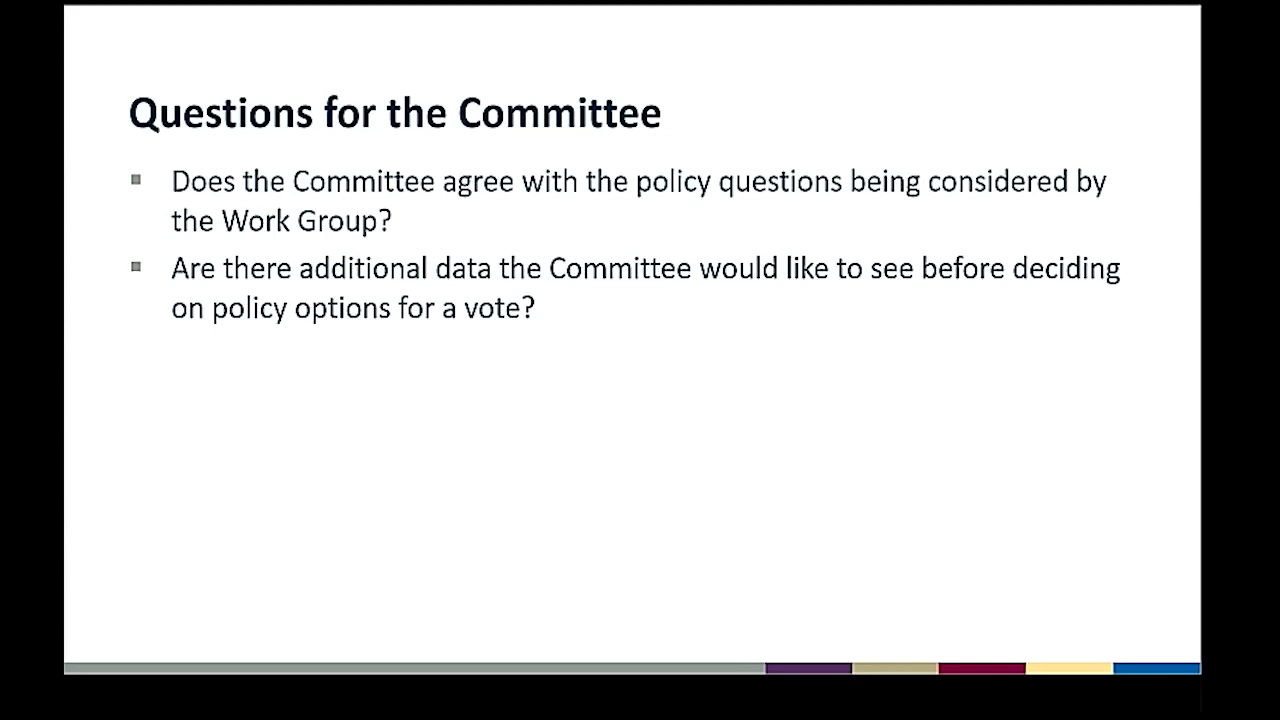 Questions for the Committee
Does the Committee agree with the policy questions being considered by
the Work Group?
Are there additional data the Committee would like to see before deciding
on policy options for a vote?